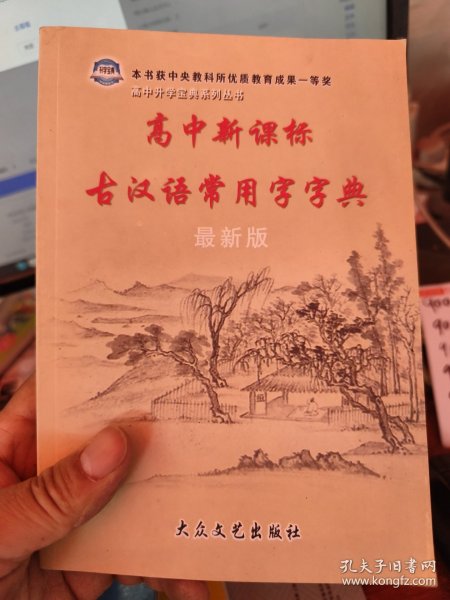 本书获中央教科所优质教育成果一等奖
高中升学宝典系列丛书
高中新课标
古汉语常用字字典
最新版
大众文艺出版社
孔夫子旧书网
www.kongfz.com